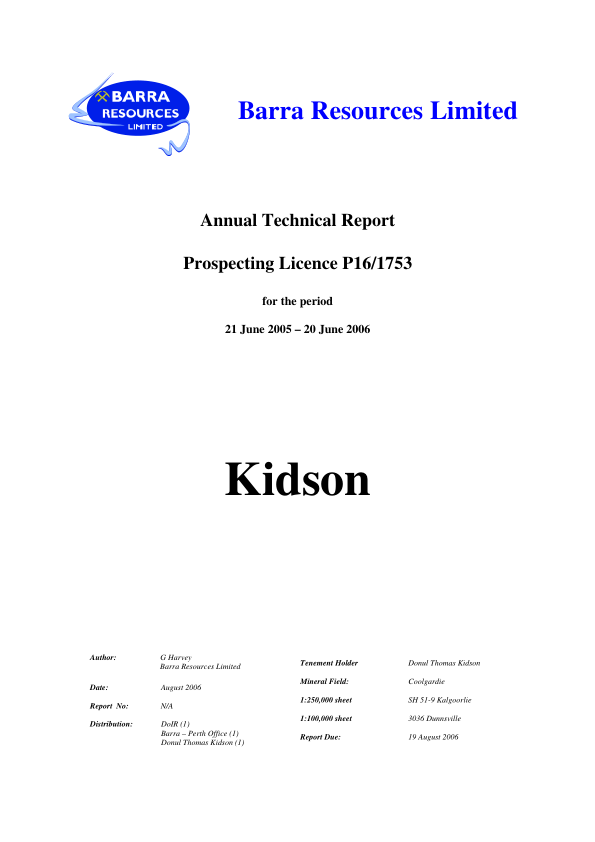 BARRA
RESOURCES
LIMITED
Barra Resources Limited
Annual Technical Report
Prospecting Licence P16/1753
for the period
21 June 2005 – 20 June 2006
Kidson
Author: G Harvey
Barra Resources Limited
Date: August 2006
Report No: N/A
Distribution: DoIR (1)
Barra – Perth Office (1)
Donul Thomas Kidson (1)
Tenement Holder Donul Thomas Kidson
Mineral Field: Coolgardie
1:250,000 sheet SH 51-9 Kalgoorlie
1:100,000 sheet 3036 Dunnsville
Report Due: 19 August 2006